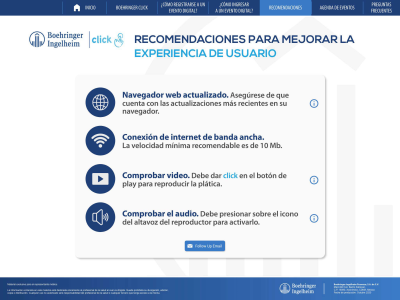 INICIO
BOEHRINGER CLICK
¿CÓMO REGISTRARSE A UN
EVENTO DIGITAL?
¿CÓMO INGRESAR
A UN EVENTO DIGITAL?
RECOMENDACIONES
AGENDA DE EVENTOS
PREGUNTAS
FRECUENTES
Boehringer
Ingelheim
click
RECOMENDACIONES PARA MEJORAR LA
EXPERIENCIA DE USUARIO
Navegador web actualizado. Asegúrese de que
cuenta con las actualizaciones más recientes en su
navegador.
Conexión de internet de banda ancha.
La velocidad mínima recomendable es de 10 Mb.
Comprobar video. Debe dar click en el botón de
play para reproducir la plática.
Comprobar el audio. Debe presionar sobre el icono
del altavoz del reproductor para activarlo.
Follow Up Email
Boehringer
Ingelheim